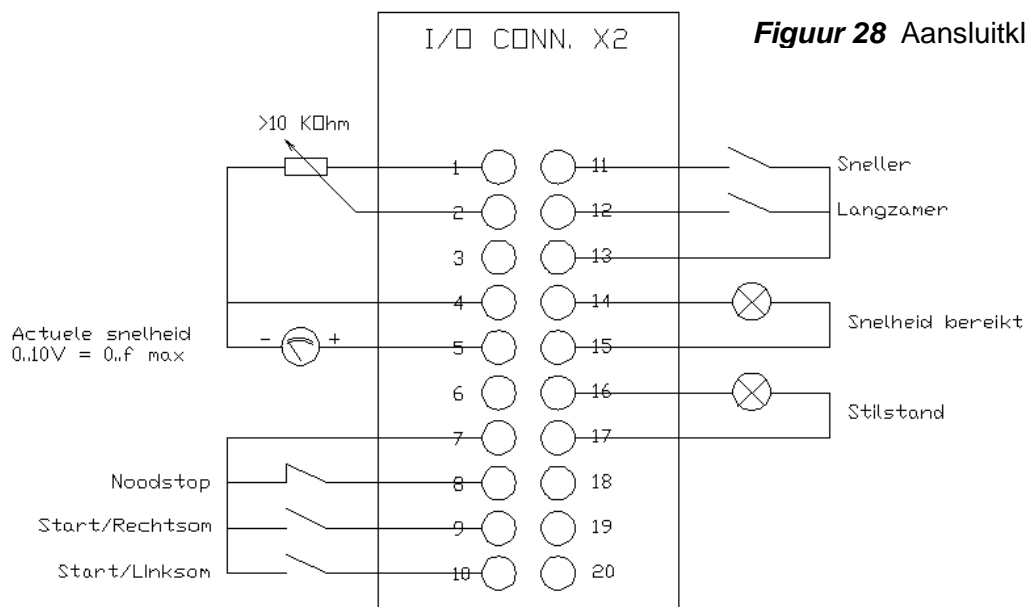 I/O CONN. X2
Figuur 28 Aansluitkl
>10 KOhm
1
2
3
4
5
6
7
8
9
10
11
12
13
14
15
16
17
18
19
20
Actuele snelheid
0..10V = 0..f max
- +
Noodstop
Start/Rechtsom
Start/LInksom
Sneller
Langzamer
Snelheid bereikt
Stilstand